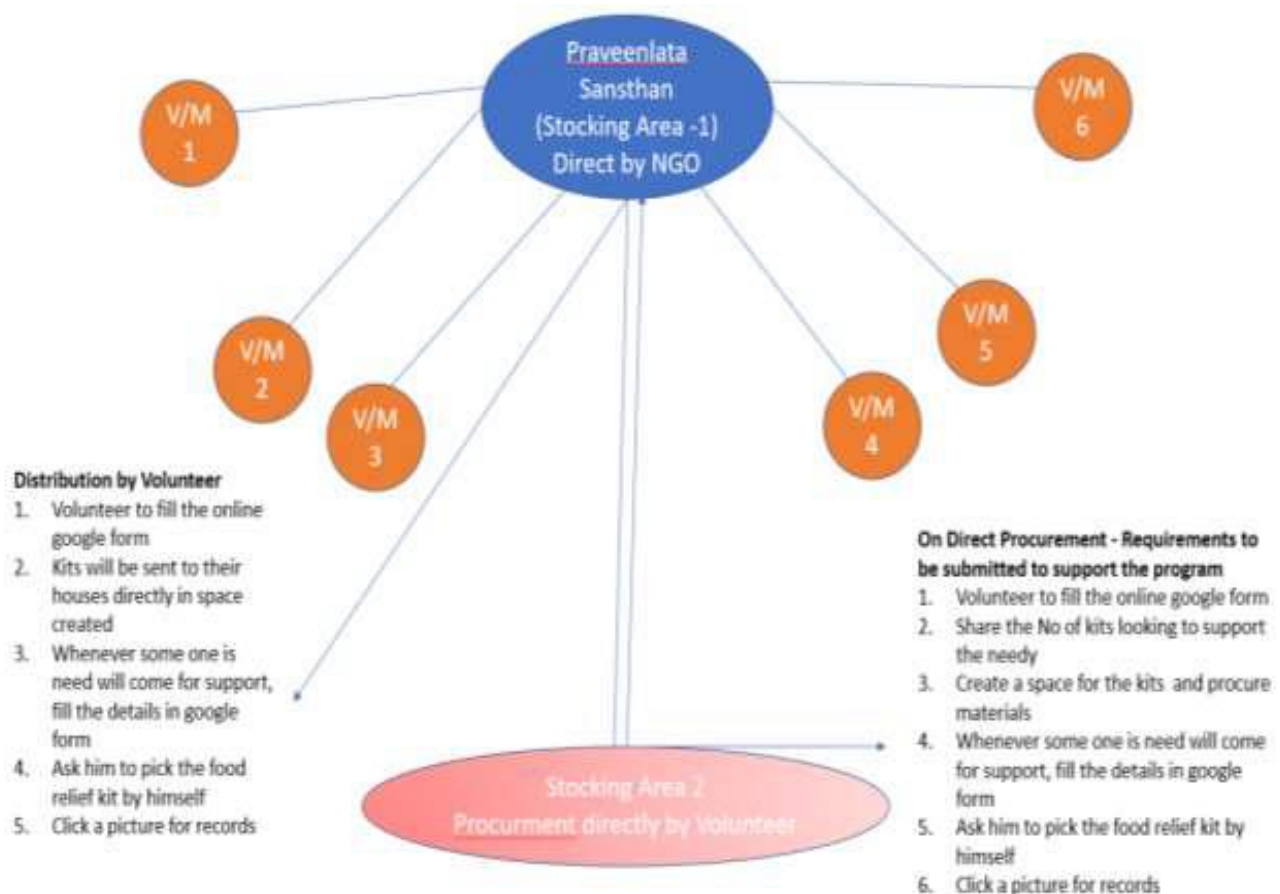 Praveenlata
Sansthan
(Stocking Area -1)
Direct by NGO
V/M
1
V/M
6
V/M
2
V/M
5
V/M
3
V/M
4
Distribution by Volunteer
1. Volunteer to fill the online
google form
2. Kits will be sent to their
houses directly in space
created
3. Whenever some one is
need will come for support,
fill the details in google
form
4. Ask him to pick the food
relief kit by himself
5. Click a picture for records
On Direct Procurement - Requirements to
be submitted to support the program
1. Volunteer to fill the online google form
2. Share the No of kits looking to support
the needy
3. Create a space for the kits and procure
materials
4. Whenever some one is need will come
for support, fill the details in google
form
5. Ask him to pick the food relief kit by
himself
6. Click a picture for records
Stocking Area 2
Procurment directly by Volunteer